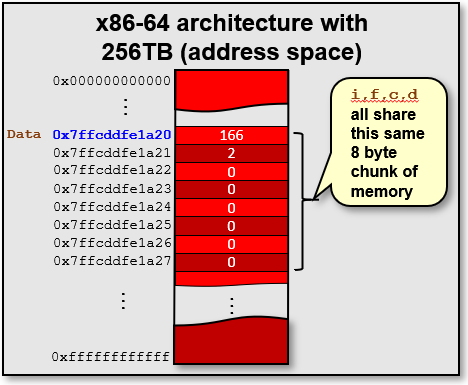 x86-64 architecture with
256TB (address space)
0x000000000000
⋮
Data 0x7ffcddfe1a20 166
0x7ffcddfe1a21 2
0x7ffcddfe1a22 0
0x7ffcddfe1a23 0
0x7ffcddfe1a24 0
0x7ffcddfe1a25 0
0x7ffcddfe1a26 0
0x7ffcddfe1a27 0
⋮ ⋮
0xffffffffffff
i,f,c,d
all share
this same
8 byte
chunk of
memory